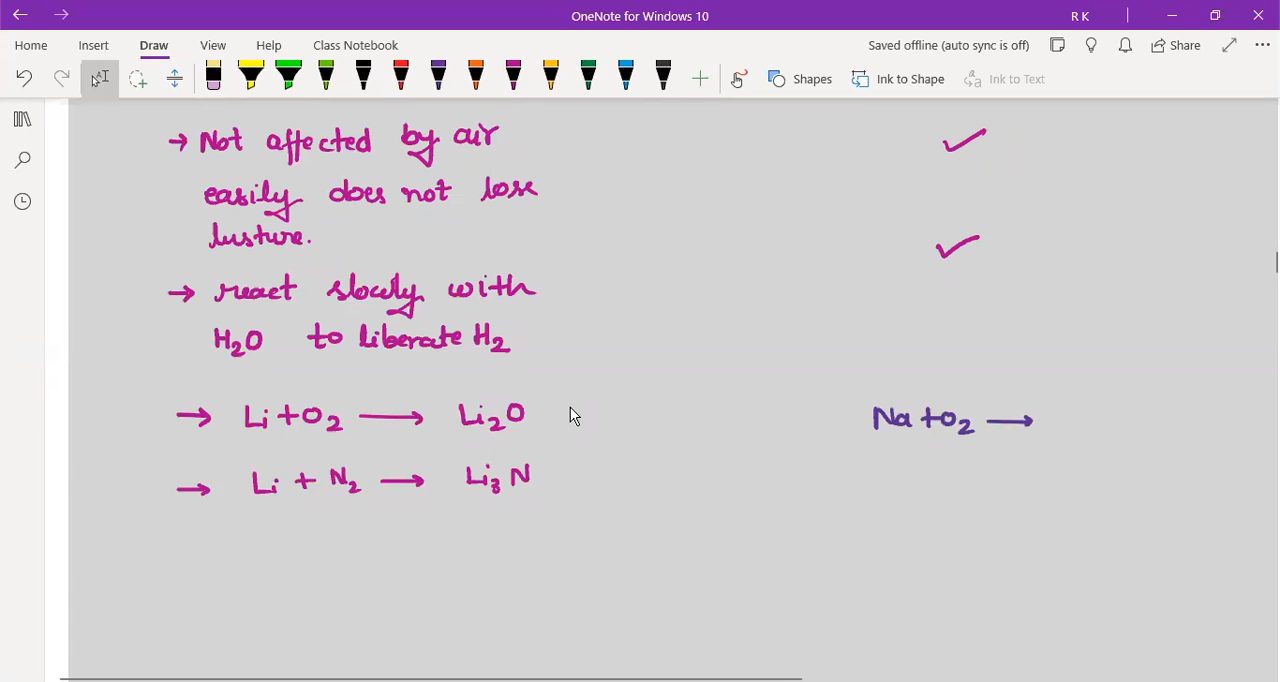 OneNote for Windows 10
R K
Home Insert Draw View Help Class Notebook
Saved offline (auto sync is off) Share
Shapes Ink to Shape Ink to Text
→ Not affected by air
easily does not lose
lusture.
→ react slowly with
H₂O to liberate H₂
→ Li + O₂ → Li₂O
Na + O₂ →
→ Li + N₂ → Li₃N